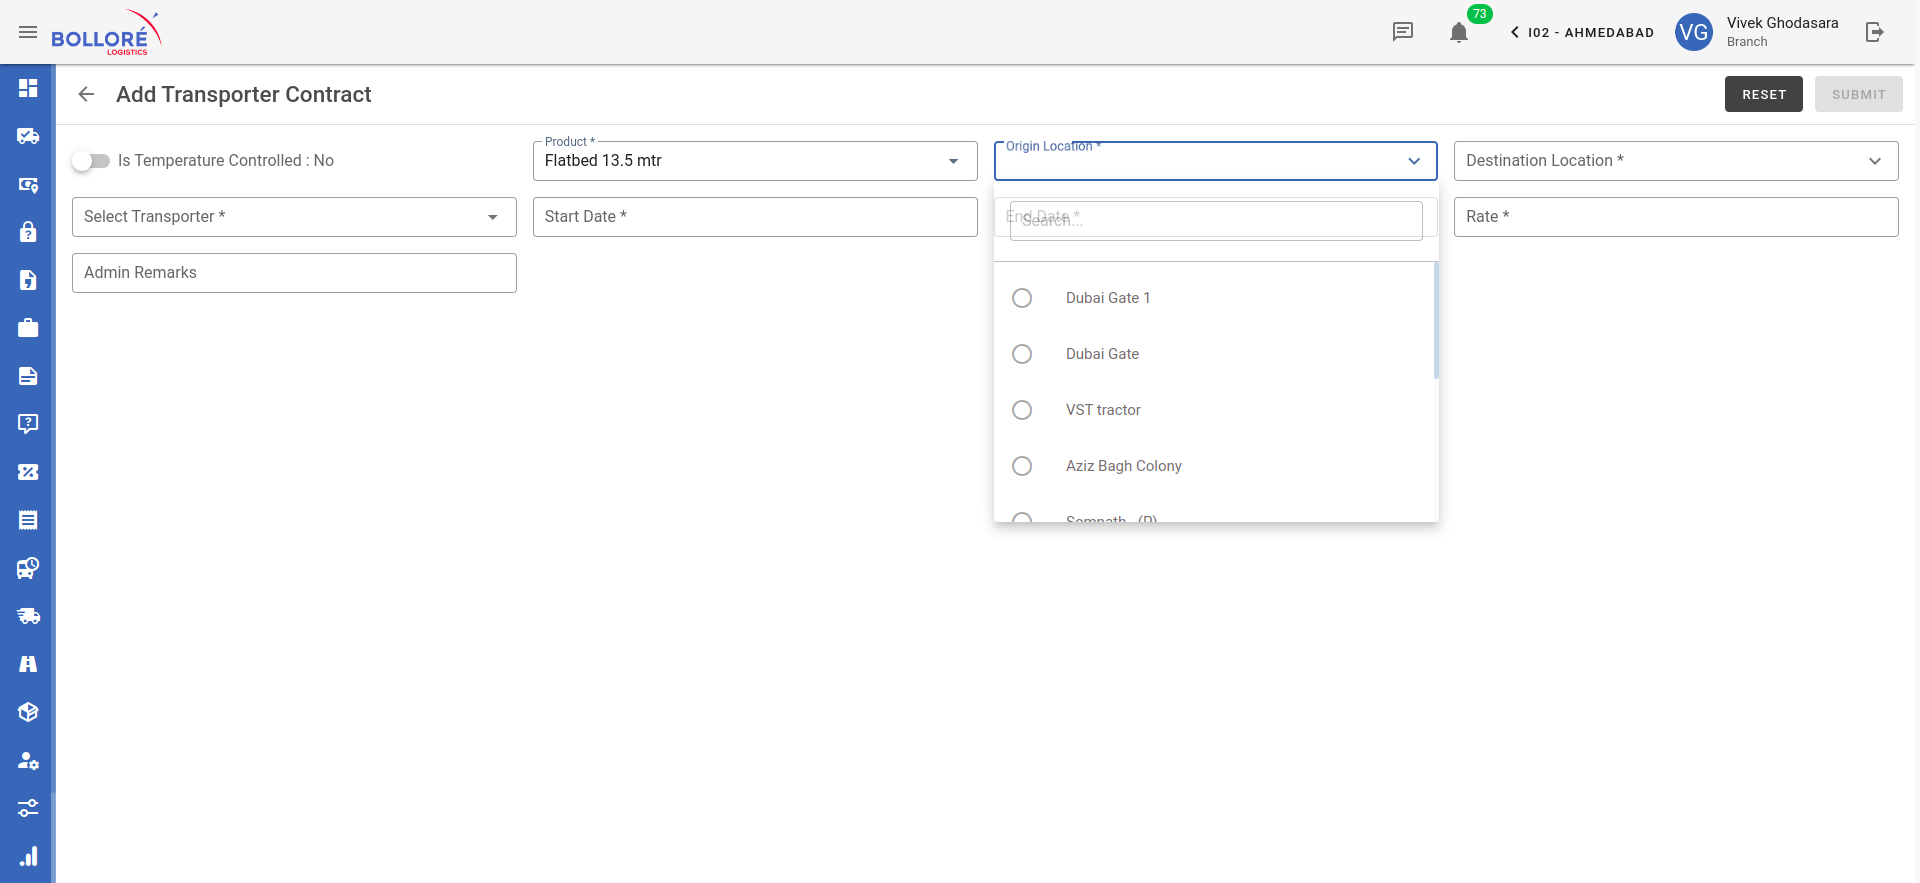 BOLLORÉ
LOGISTICS
73
I02 - AHMEDABAD
VG
Vivek Ghodasara
Branch
Add Transporter Contract
RESET
SUBMIT
Is Temperature Controlled : No
Product *
Flatbed 13.5 mtr
Origin Location *
Destination Location *
Select Transporter *
Start Date *
End Date *
Search...
Rate *
Admin Remarks
Dubai Gate 1
Dubai Gate
VST tractor
Aziz Bagh Colony
Somnath - (P)